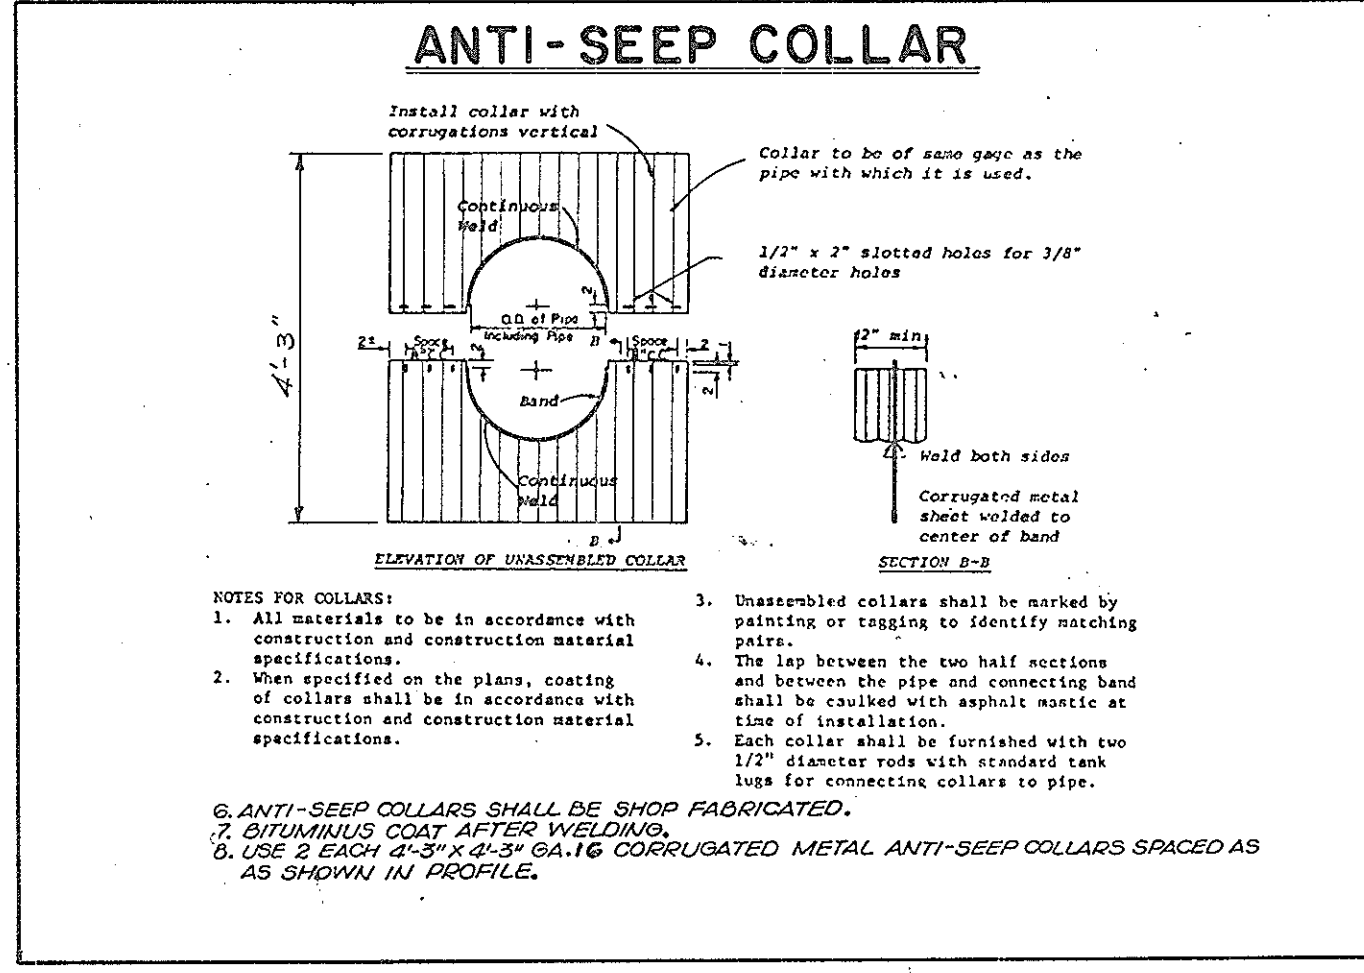 ANTI-SEEP COLLAR
Install collar with
corrugations vertical
Collar to be of same gage as the
pipe with which it is used.
Continuous
Weld
1/2" x 2" slotted holes for 3/8"
diameter holes
2
O.D. of Pipe
Including Pipe
4'-3"
2±
Space
8"C.C.
2
B
Space
8"C.C.
2
1
2
Band
Continuous
Weld
B
ELEVATION OF UNASSEMBLED COLLAR
12" min.
Weld both sides
Corrugated metal
sheet welded to
center of band
SECTION B-B
NOTES FOR COLLARS:
1. All materials to be in accordance with
construction and construction material
specifications.
2. When specified on the plans, coating
of collars shall be in accordance with
construction and construction material
specifications.
3. Unassembled collars shall be marked by
painting or tagging to identify matching
pairs.
4. The lap between the two half sections
and between the pipe and connecting band
shall be caulked with asphalt mastic at
time of installation.
5. Each collar shall be furnished with two
1/2" diameter rods with standard tank
lugs for connecting collars to pipe.
6. ANTI-SEEP COLLARS SHALL BE SHOP FABRICATED.
7. BITUMINUS COAT AFTER WELDING.
8. USE 2 EACH 4'-3" X 4'-3" GA.16 CORRUGATED METAL ANTI-SEEP COLLARS SPACED AS
AS SHOWN IN PROFILE.